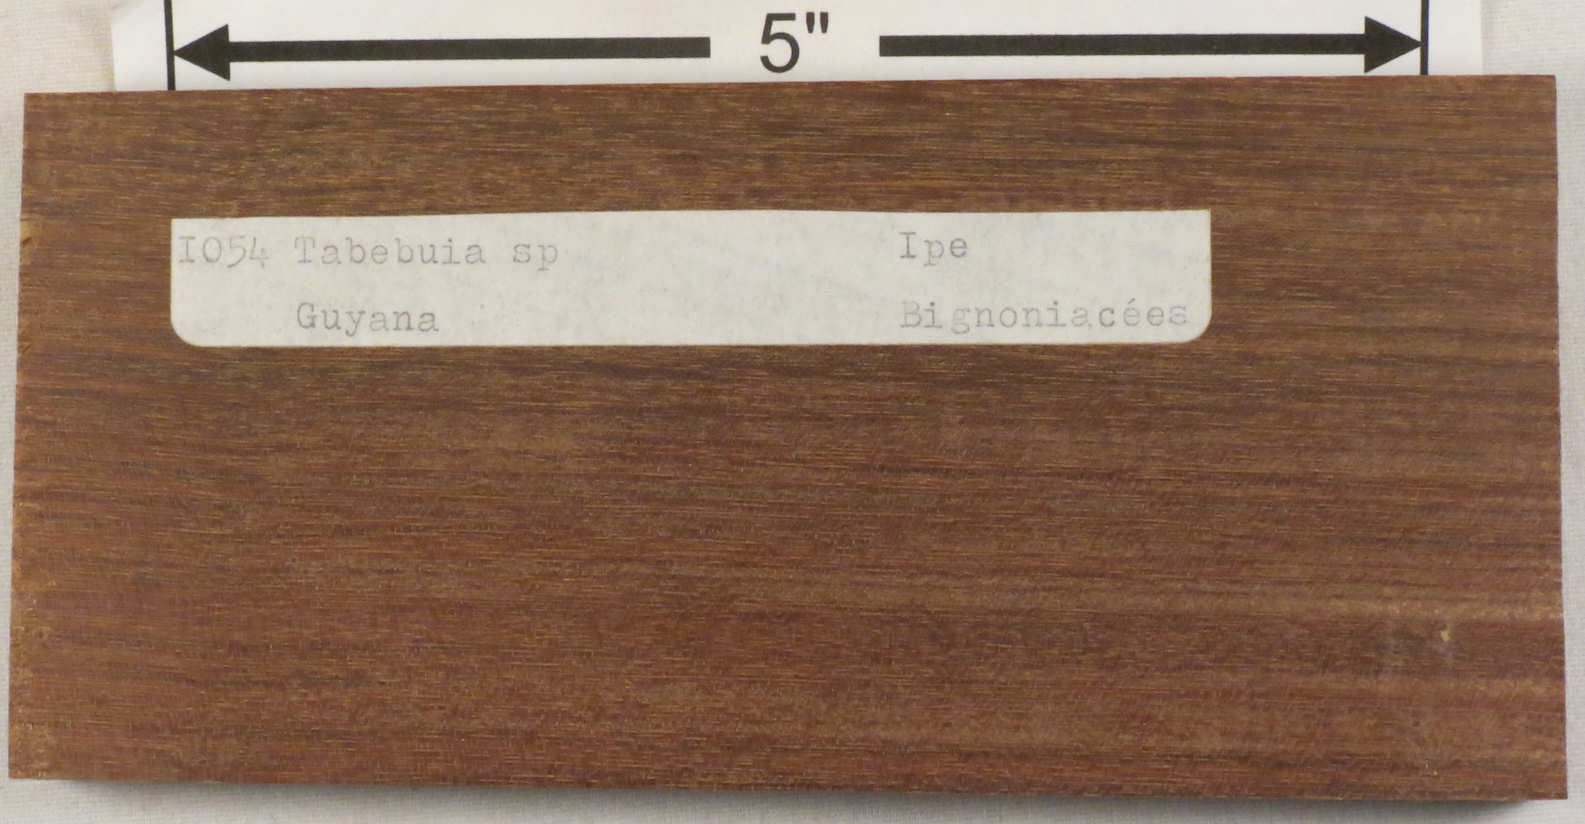 5"
I054 Tabebuia sp Ipe
Guyana Bignoniacées